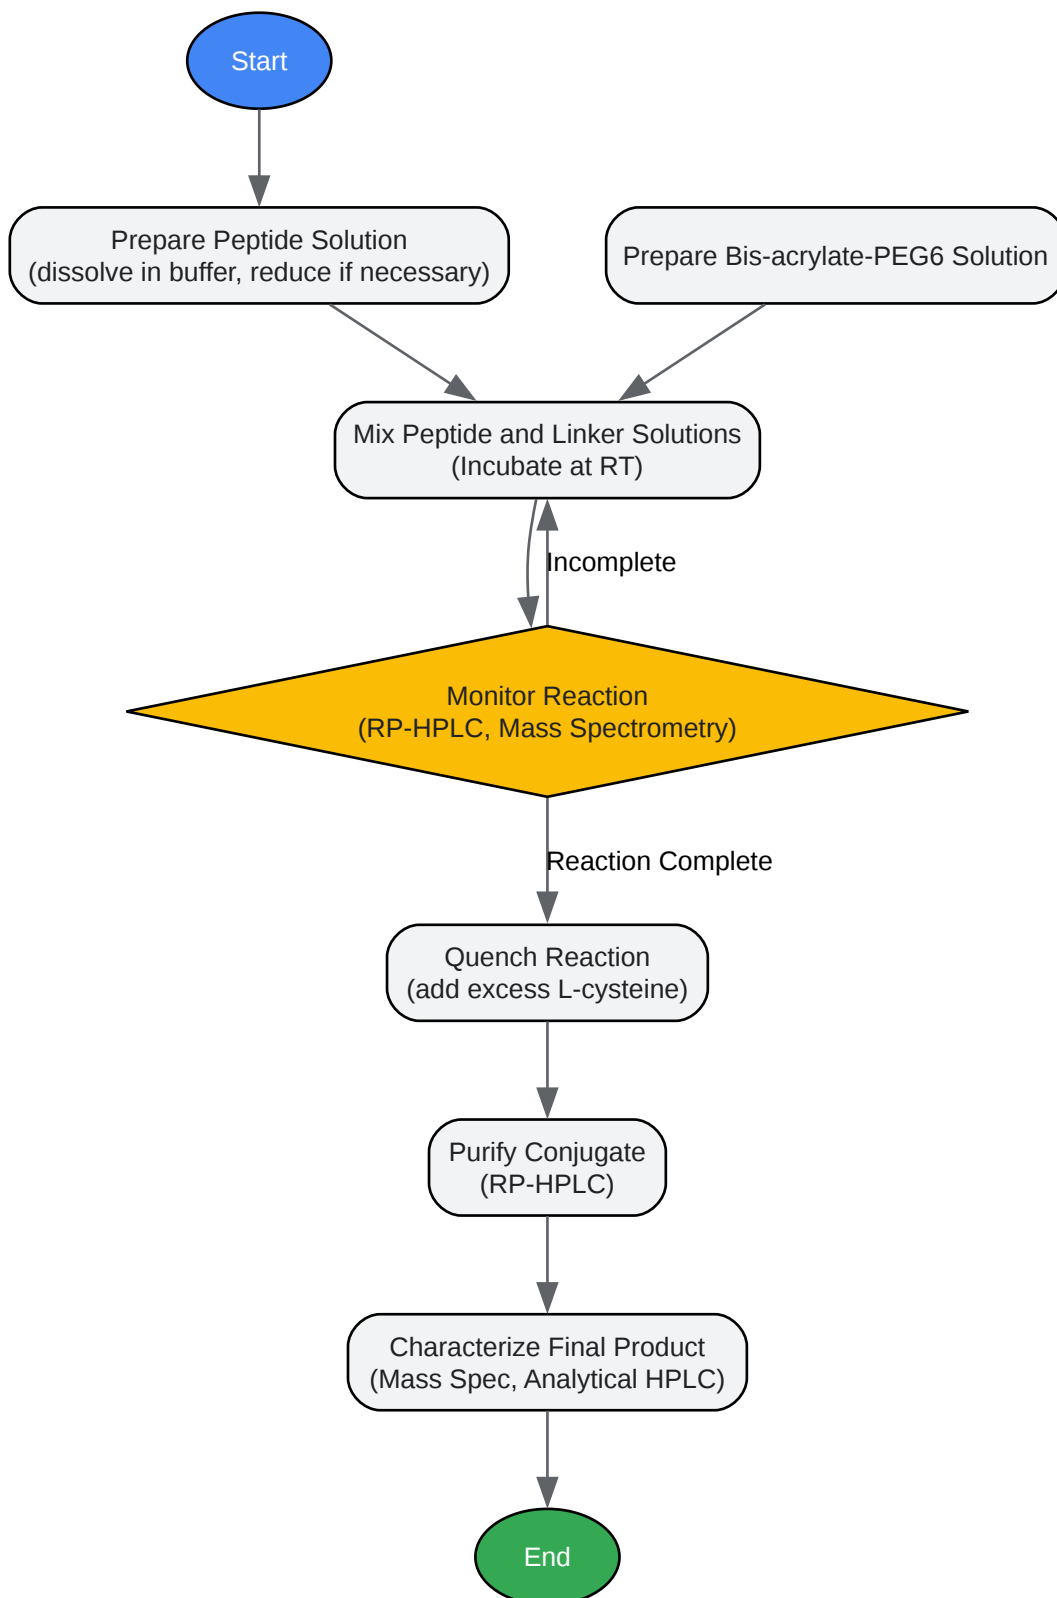 Start
Prepare Peptide Solution
(dissolve in buffer, reduce if necessary)
Prepare Bis-acrylate-PEG6 Solution
Mix Peptide and Linker Solutions
(Incubate at RT)
Incomplete
Monitor Reaction
(RP-HPLC, Mass Spectrometry)
Reaction Complete
Quench Reaction
(add excess L-cysteine)
Purify Conjugate
(RP-HPLC)
Characterize Final Product
(Mass Spec, Analytical HPLC)
End